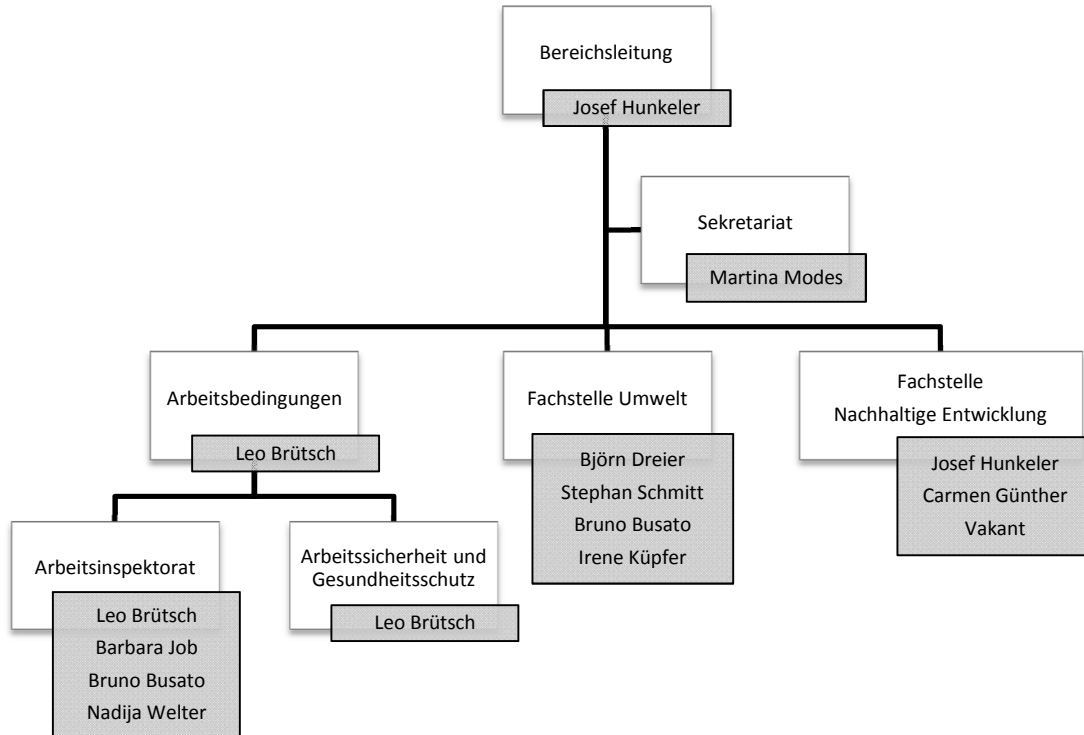 Bereichsleitung
Josef Hunkeler
Sekretariat
Martina Modes
Arbeitsbedingungen
Leo Brütsch
Fachstelle Umwelt
Björn Dreier
Stephan Schmitt
Bruno Busato
Irene Küpfer
Fachstelle
Nachhaltige Entwicklung
Josef Hunkeler
Carmen Günther
Vakant
Arbeitsinspektorat
Leo Brütsch
Barbara Job
Bruno Busato
Nadija Welter
Arbeitssicherheit und
Gesundheitsschutz
Leo Brütsch